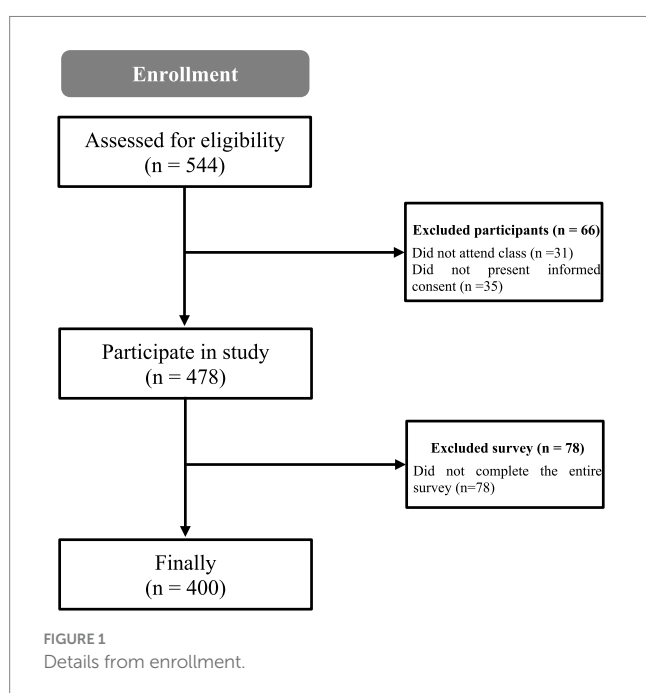 Enrollment
Assessed for eligibility
(n = 544)
Excluded participants (n = 66)
Did not attend class (n =31)
Did not present informed
consent (n =35)
Participate in study
(n = 478)
Excluded survey (n = 78)
Did not complete the entire
survey (n=78)
Finally
(n = 400)
FIGURE 1
Details from enrollment.